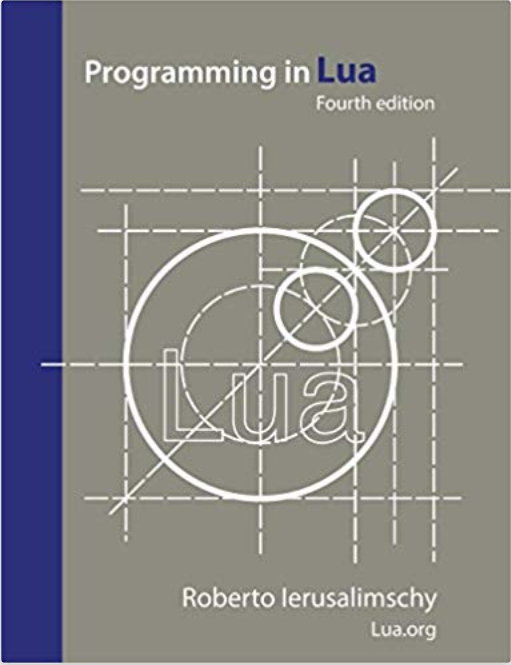 Programming in Lua
Fourth edition
Lua
Roberto Ierusalimschy
Lua.org